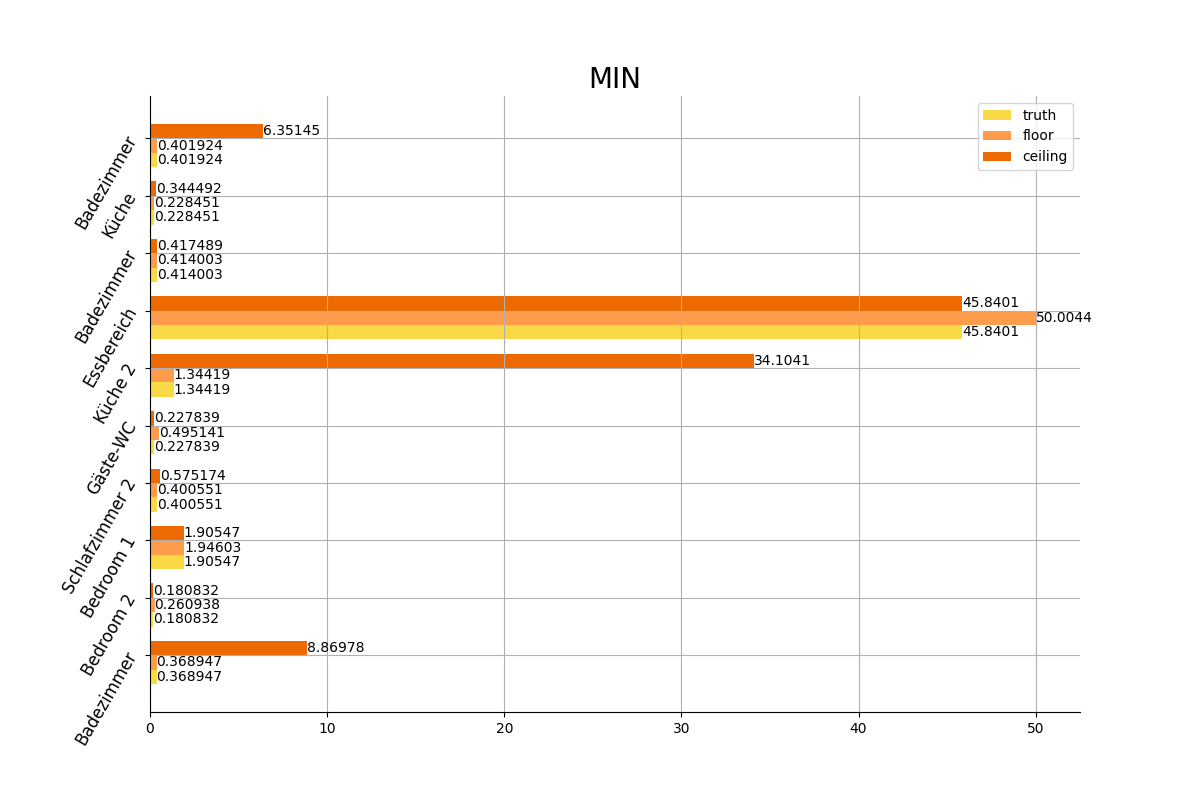 MIN
truth
floor
ceiling
Badezimmer
6.35145
0.401924
0.401924
Küche
0.344492
0.228451
0.228451
Badezimmer
0.417489
0.414003
0.414003
Essbereich
45.8401
50.0044
45.8401
Küche 2
34.1041
1.34419
1.34419
Gäste-WC
0.227839
0.495141
0.227839
Schlafzimmer 2
0.575174
0.400551
0.400551
Bedroom 1
1.90547
1.94603
1.90547
Bedroom 2
0.180832
0.260938
0.180832
Badezimmer
8.86978
0.368947
0.368947
0 10 20 30 40 50